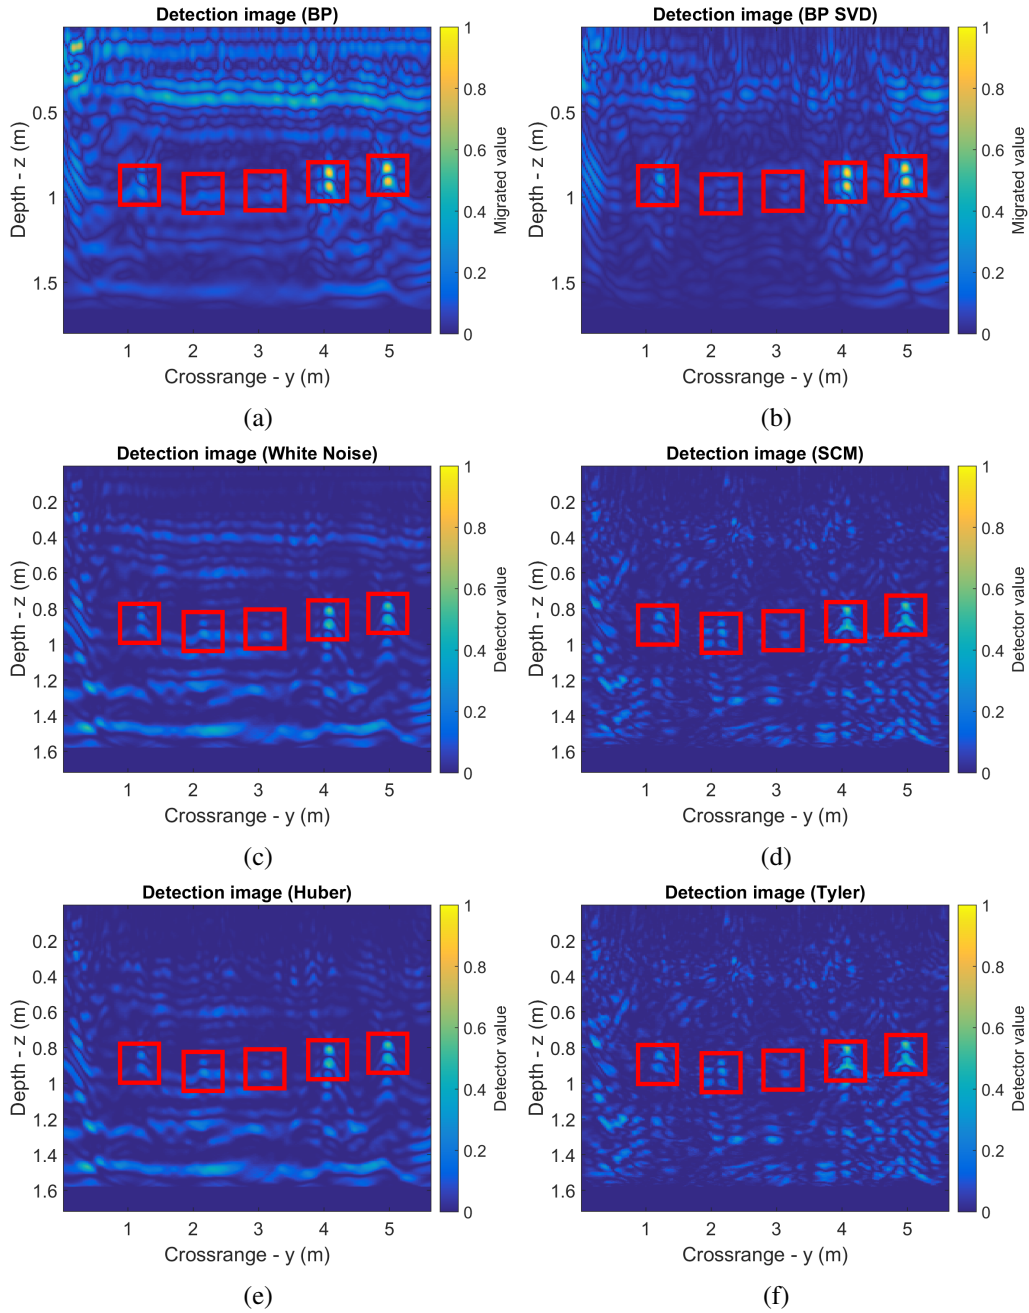 Detection image (BP)
Depth - z (m)
0.5
1
1.5
1 2 3 4 5
Crossrange - y (m)
1
0.8
0.6
0.4
0.2
0
Migrated value
(a)
Detection image (BP SVD)
Depth - z (m)
0.5
1
1.5
1 2 3 4 5
Crossrange - y (m)
1
0.8
0.6
0.4
0.2
0
Migrated value
(b)
Detection image (White Noise)
Depth - z (m)
0.2
0.4
0.6
0.8
1
1.2
1.4
1.6
1 2 3 4 5
Crossrange - y (m)
1
0.8
0.6
0.4
0.2
0
Detector value
(c)
Detection image (SCM)
Depth - z (m)
0.2
0.4
0.6
0.8
1
1.2
1.4
1.6
1 2 3 4 5
Crossrange - y (m)
1
0.8
0.6
0.4
0.2
0
Detector value
(d)
Detection image (Huber)
Depth - z (m)
0.2
0.4
0.6
0.8
1.0
1.2
1.4
1.6
1 2 3 4 5
Crossrange - y (m)
1
0.8
0.6
0.4
0.2
0
Detector value
(e)
Detection image (Tyler)
Depth - z (m)
0.2
0.4
0.6
0.8
1.0
1.2
1.4
1.6
1 2 3 4 5
Crossrange - y (m)
1
0.8
0.6
0.4
0.2
0
Detector value
(f)